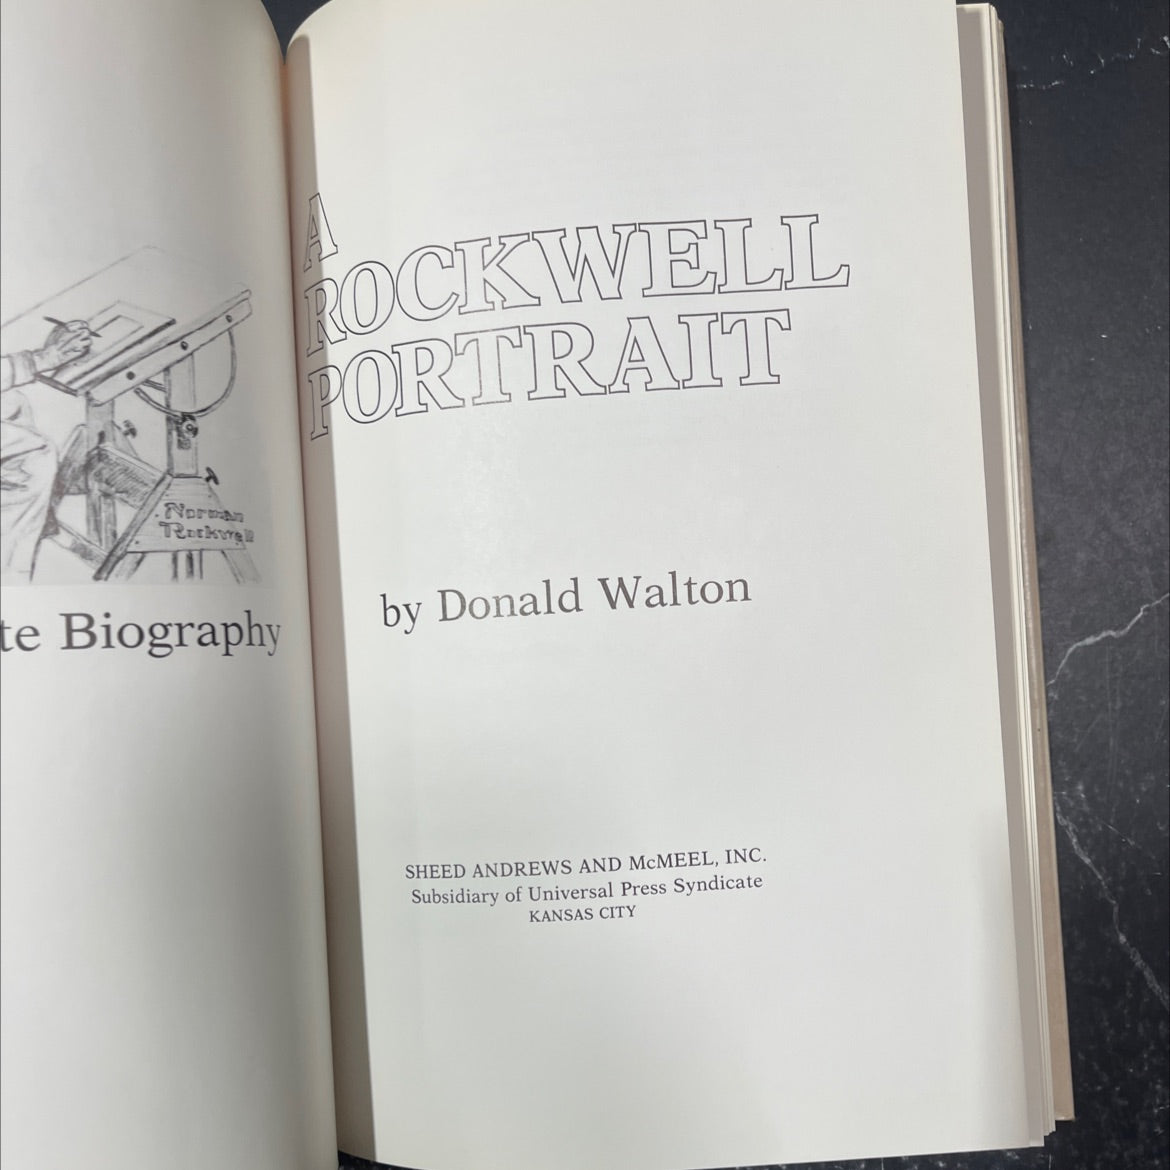 Norman
Rockwell
te Biography
A
ROCKWELL
PORTRAIT
by Donald Walton
SHEED ANDREWS AND McMEEL, INC.
Subsidiary of Universal Press Syndicate
KANSAS CITY